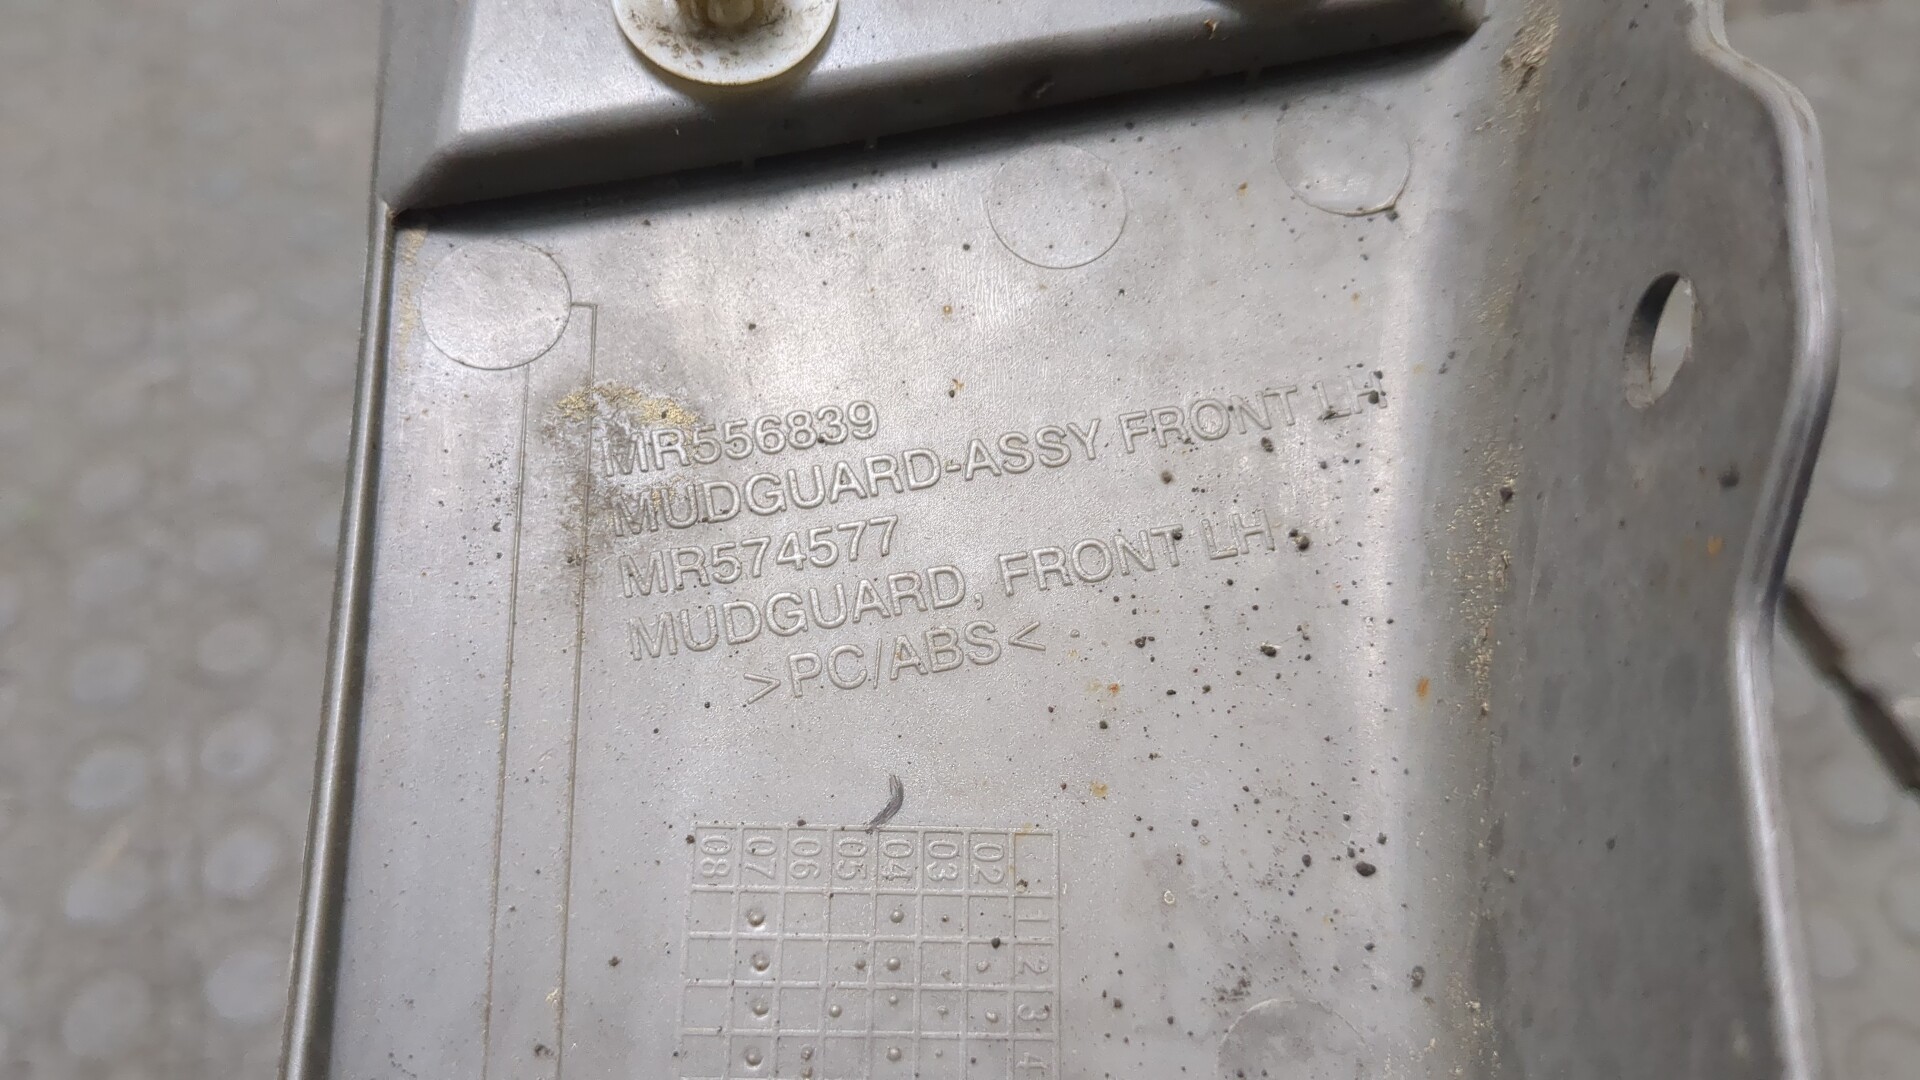 MR556839
MUDGUARD-ASSY FRONT LH
MR574577
MUDGUARD, FRONT LH
>PC/ABS<
08 07 06 05 04 03 02
1
2
3
4